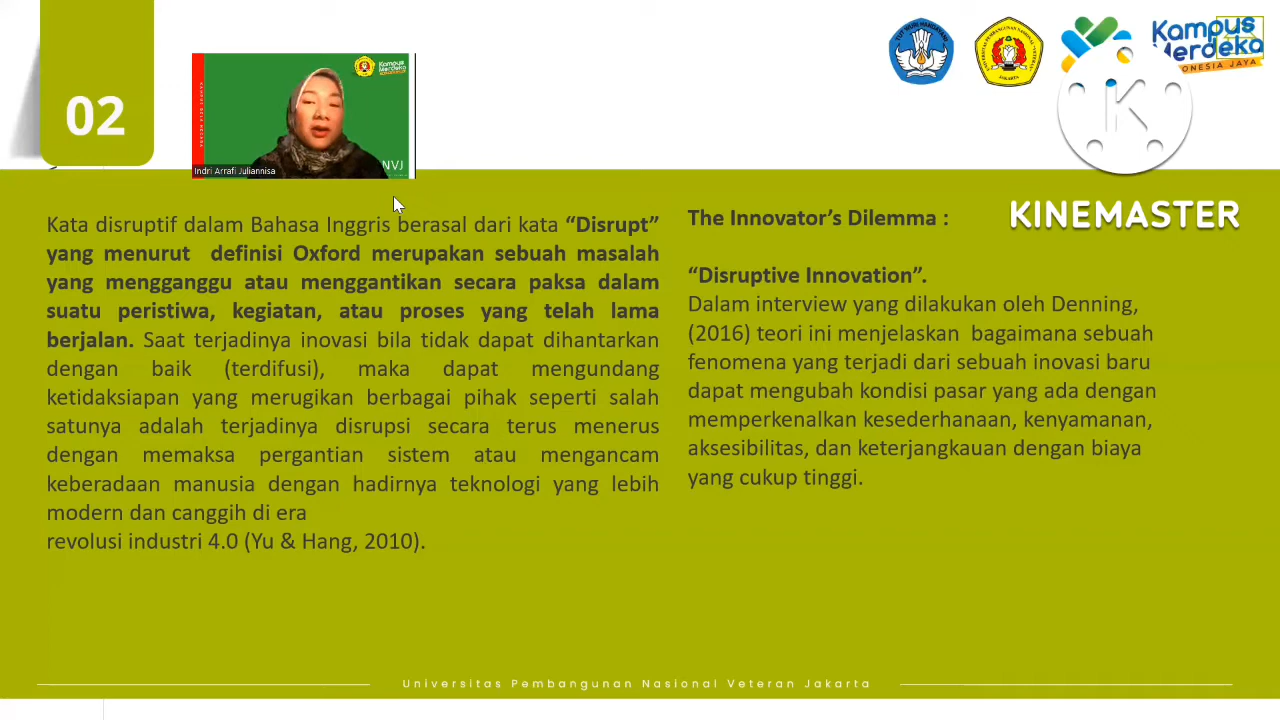 02
Kampus
Merdeka
INDONESIA JAYA
Kampus
Merdeka
NVJ
Indri Arrafi Juliannisa
KINEMASTER
Kata disruptif dalam Bahasa Inggris berasal dari kata “Disrupt”
yang menurut definisi Oxford merupakan sebuah masalah
yang mengganggu atau menggantikan secara paksa dalam
suatu peristiwa, kegiatan, atau proses yang telah lama
berjalan. Saat terjadinya inovasi bila tidak dapat dihantarkan
dengan baik (terdifusi), maka dapat mengundang
ketidaksiapan yang merugikan berbagai pihak seperti salah
satunya adalah terjadinya disrupsi secara terus menerus
dengan memaksa pergantian sistem atau mengancam
keberadaan manusia dengan hadirnya teknologi yang lebih
modern dan canggih di era
revolusi industri 4.0 (Yu & Hang, 2010).
The Innovator’s Dilemma :
“Disruptive Innovation”.
Dalam interview yang dilakukan oleh Denning,
(2016) teori ini menjelaskan bagaimana sebuah
fenomena yang terjadi dari sebuah inovasi baru
dapat mengubah kondisi pasar yang ada dengan
memperkenalkan kesederhanaan, kenyamanan,
aksesibilitas, dan keterjangkauan dengan biaya
yang cukup tinggi.
Universitas Pembangunan Nasional Veteran Jakarta